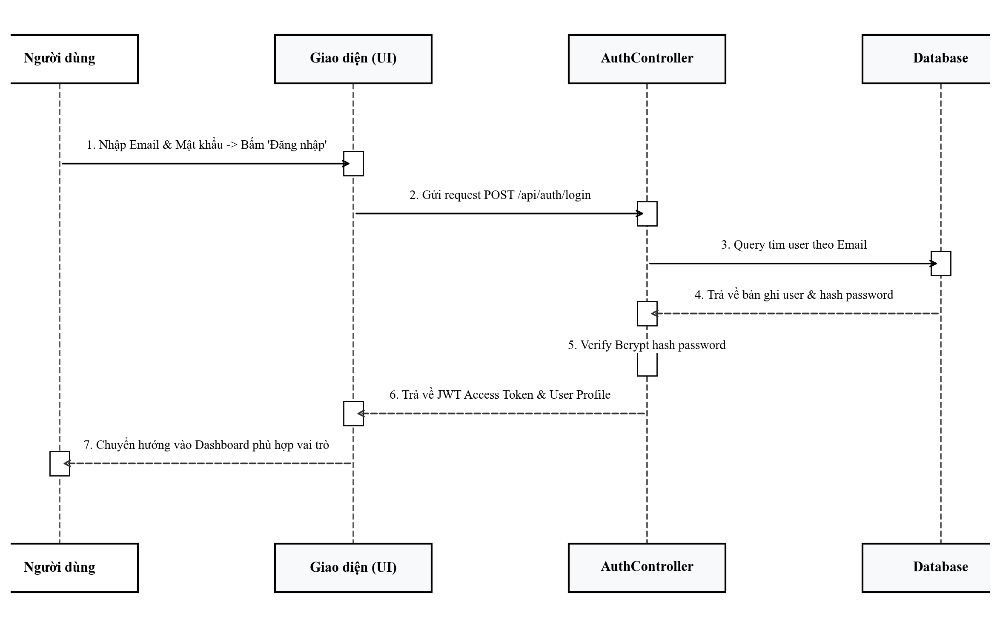 Người dùng
Giao diện (UI)
AuthController
Database
1. Nhập Email & Mật khẩu -> Bấm 'Đăng nhập'
2. Gửi request POST /api/auth/login
3. Query tìm user theo Email
4. Trả về bản ghi user & hash password
5. Verify Bcrypt hash password
6. Trả về JWT Access Token & User Profile
7. Chuyển hướng vào Dashboard phù hợp vai trò
Người dùng
Giao diện (UI)
AuthController
Database